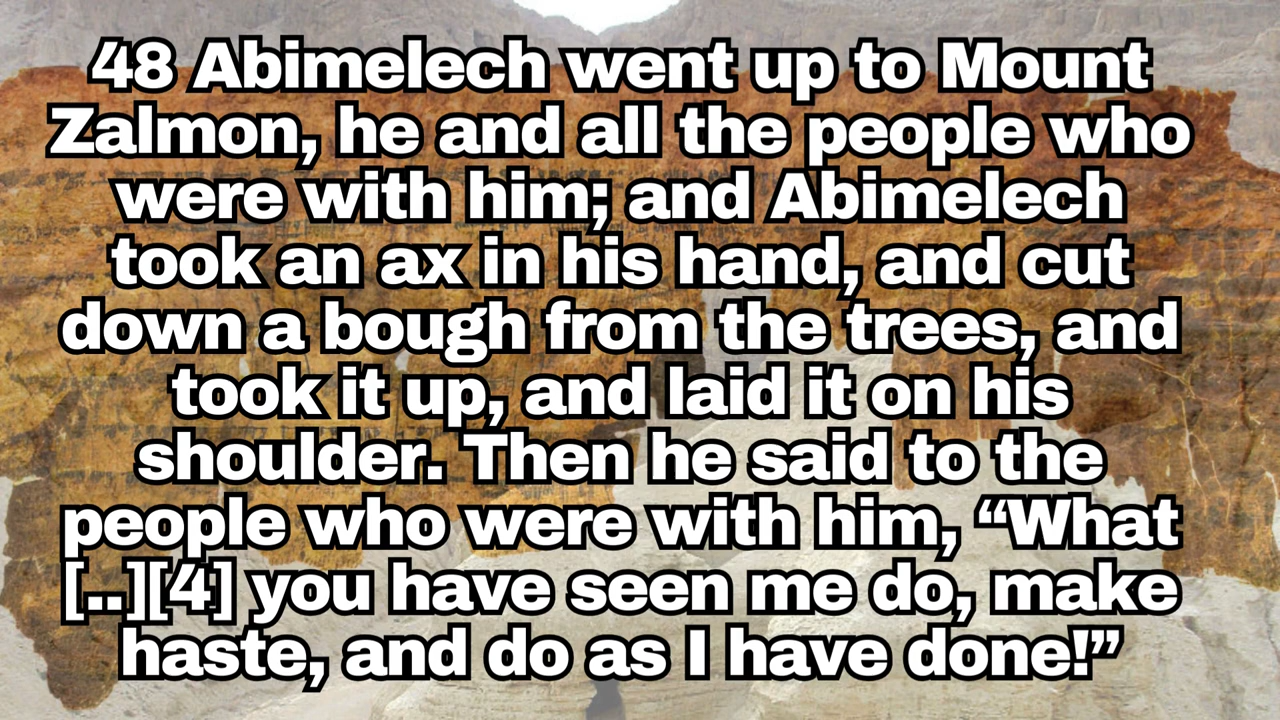 48 Abimelech went up to Mount
Zalmon, he and all the people who
were with him; and Abimelech
took an ax in his hand, and cut
down a bough from the trees, and
took it up, and laid it on his
shoulder. Then he said to the
people who were with him, “What
[..][4] you have seen me do, make
haste, and do as I have done!”